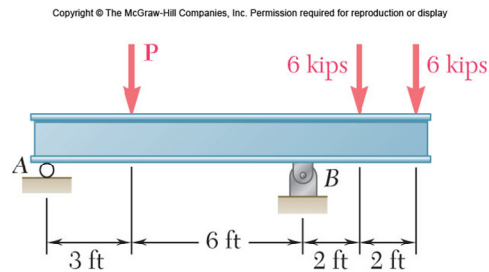 Copyright © The McGraw-Hill Companies, Inc. Permission required for reproduction or display
P
6 kips
6 kips
A
B
3 ft
6 ft
2 ft
2 ft